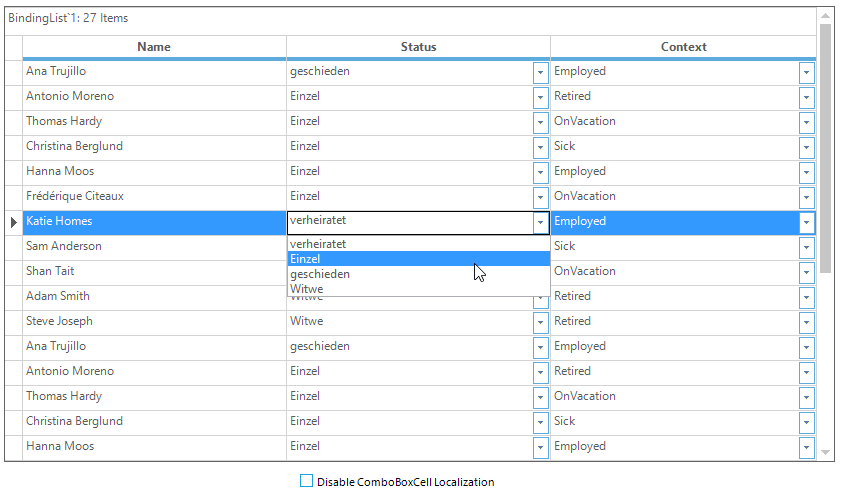 BindingList`1: 27 Items
Name Status Context
Ana Trujillo geschieden Employed
Antonio Moreno Einzel Retired
Thomas Hardy Einzel OnVacation
Christina Berglund Einzel Sick
Hanna Moos Einzel Employed
Frédérique Citeaux Einzel OnVacation
Katie Homes verheiratet Employed
Sam Anderson verheiratet Sick
Einzel
Shan Tait geschieden OnVacation
Adam Smith Witwe Retired
Steve Joseph Witwe Retired
Ana Trujillo geschieden Employed
Antonio Moreno Einzel Retired
Thomas Hardy Einzel OnVacation
Christina Berglund Einzel Sick
Hanna Moos Einzel Employed
Disable ComboBoxCell Localization